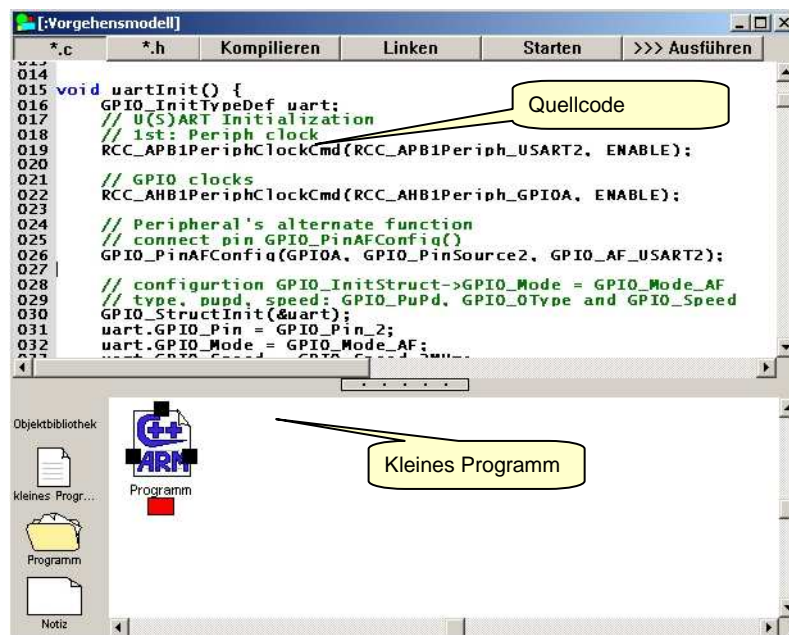 [:Vorgehensmodell]
*.c *.h Kompilieren Linken Starten >>> Ausführen
014
015 void uartInit() {
016 GPIO_InitTypeDef uart;
017 // U(S)ART Initialization
018 // 1st: Periph clock
019 RCC_APB1PeriphClockCmd(RCC_APB1Periph_USART2, ENABLE);
020
021 // GPIO clocks
022 RCC_AHB1PeriphClockCmd(RCC_AHB1Periph_GPIOA, ENABLE);
023
024 // Peripheral's alternate function
025 // connect pin GPIO_PinAFConfig()
026 GPIO_PinAFConfig(GPIOA, GPIO_PinSource2, GPIO_AF_USART2);
027
028 // configurtion GPIO_InitStruct->GPIO_Mode = GPIO_Mode_AF
029 // type, pupd, speed: GPIO_PuPd, GPIO_OType and GPIO_Speed
030 GPIO_StructInit(&uart);
031 uart.GPIO_Pin = GPIO_Pin_2;
032 uart.GPIO_Mode = GPIO_Mode_AF;
Quellcode
Objektbibliothek
kleines Progr...
Programm
Notiz
C++
ARM
Programm
Kleines Programm